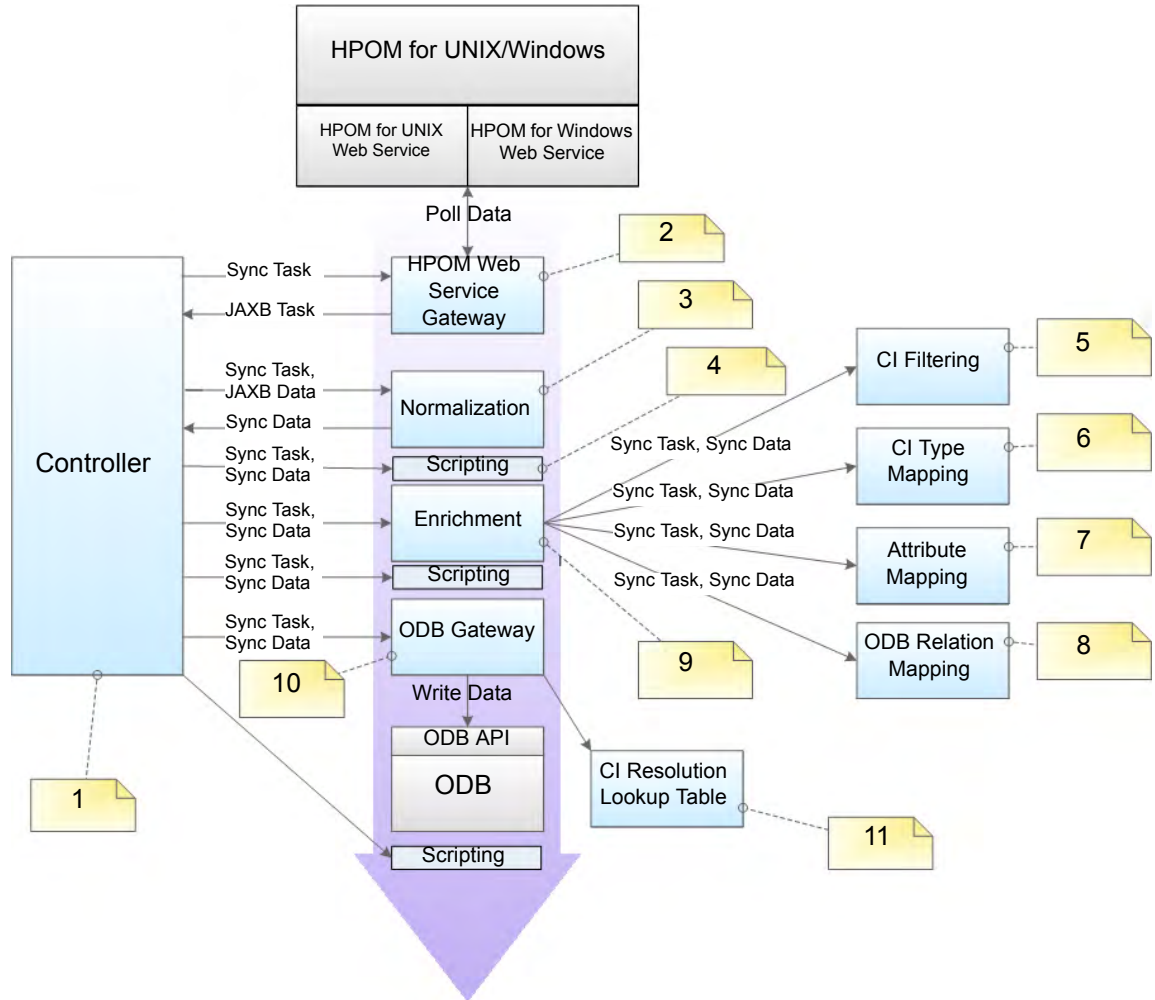 HPOM for UNIX/Windows
HPOM for UNIX
Web Service
HPOM for Windows
Web Service
Poll Data
2
Sync Task
HPOM Web
Service
Gateway
JAXB Task
3
5
CI Filtering
4
Sync Task,
JAXB Data
Normalization
Sync Data
6
Controller
Sync Task,
Sync Data
Scripting
Sync Task, Sync Data
CI Type
Mapping
Sync Task, Sync Data
Sync Task,
Sync Data
Enrichment
Sync Task, Sync Data
7
Attribute
Mapping
Sync Task,
Sync Data
Scripting
Sync Task, Sync Data
Sync Task,
Sync Data
ODB Gateway
8
ODB Relation
Mapping
9
10
Write Data
ODB API
ODB
CI Resolution
Lookup Table
1
11
Scripting